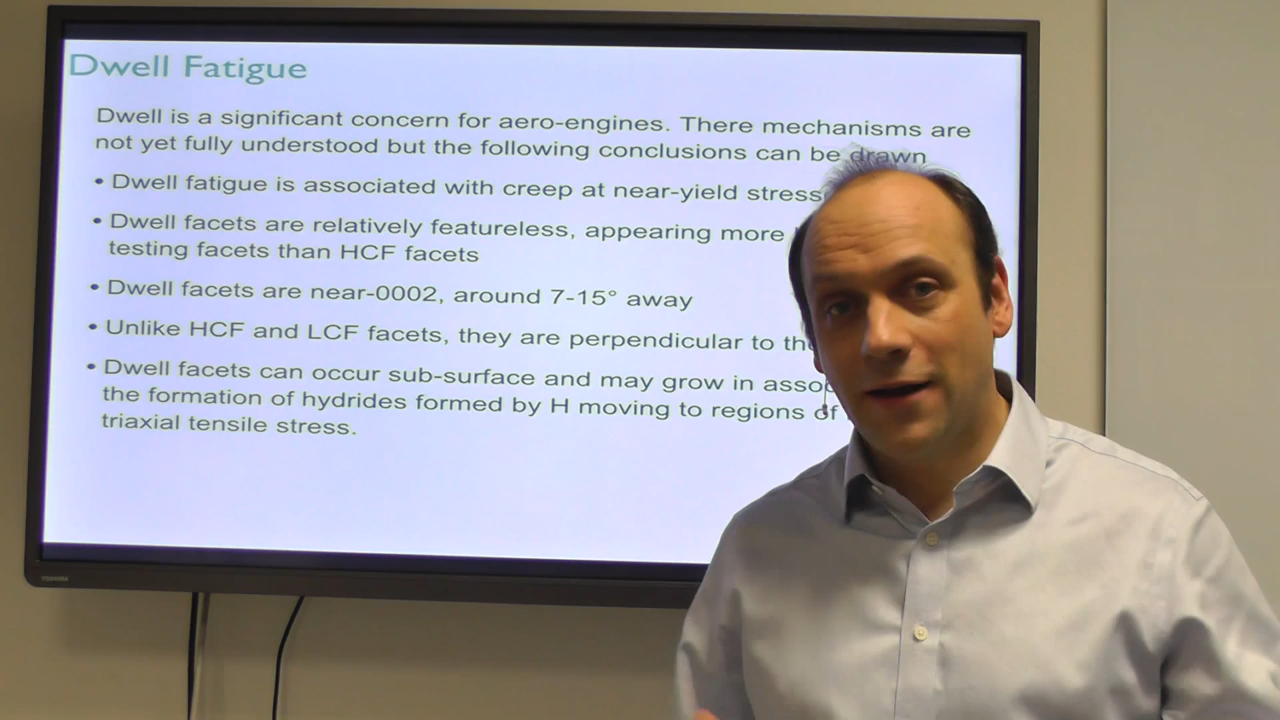 Dwell Fatigue
Dwell is a significant concern for aero-engines. There mechanisms are
not yet fully understood but the following conclusions can be drawn
• Dwell fatigue is associated with creep at near-yield stress
• Dwell facets are relatively featureless, appearing more
testing facets than HCF facets
• Dwell facets are near-0002, around 7-15° away
• Unlike HCF and LCF facets, they are perpendicular to
• Dwell facets can occur sub-surface and may grow in
the formation of hydrides formed by H moving to regions of
triaxial tensile stress.
TOSHIBA